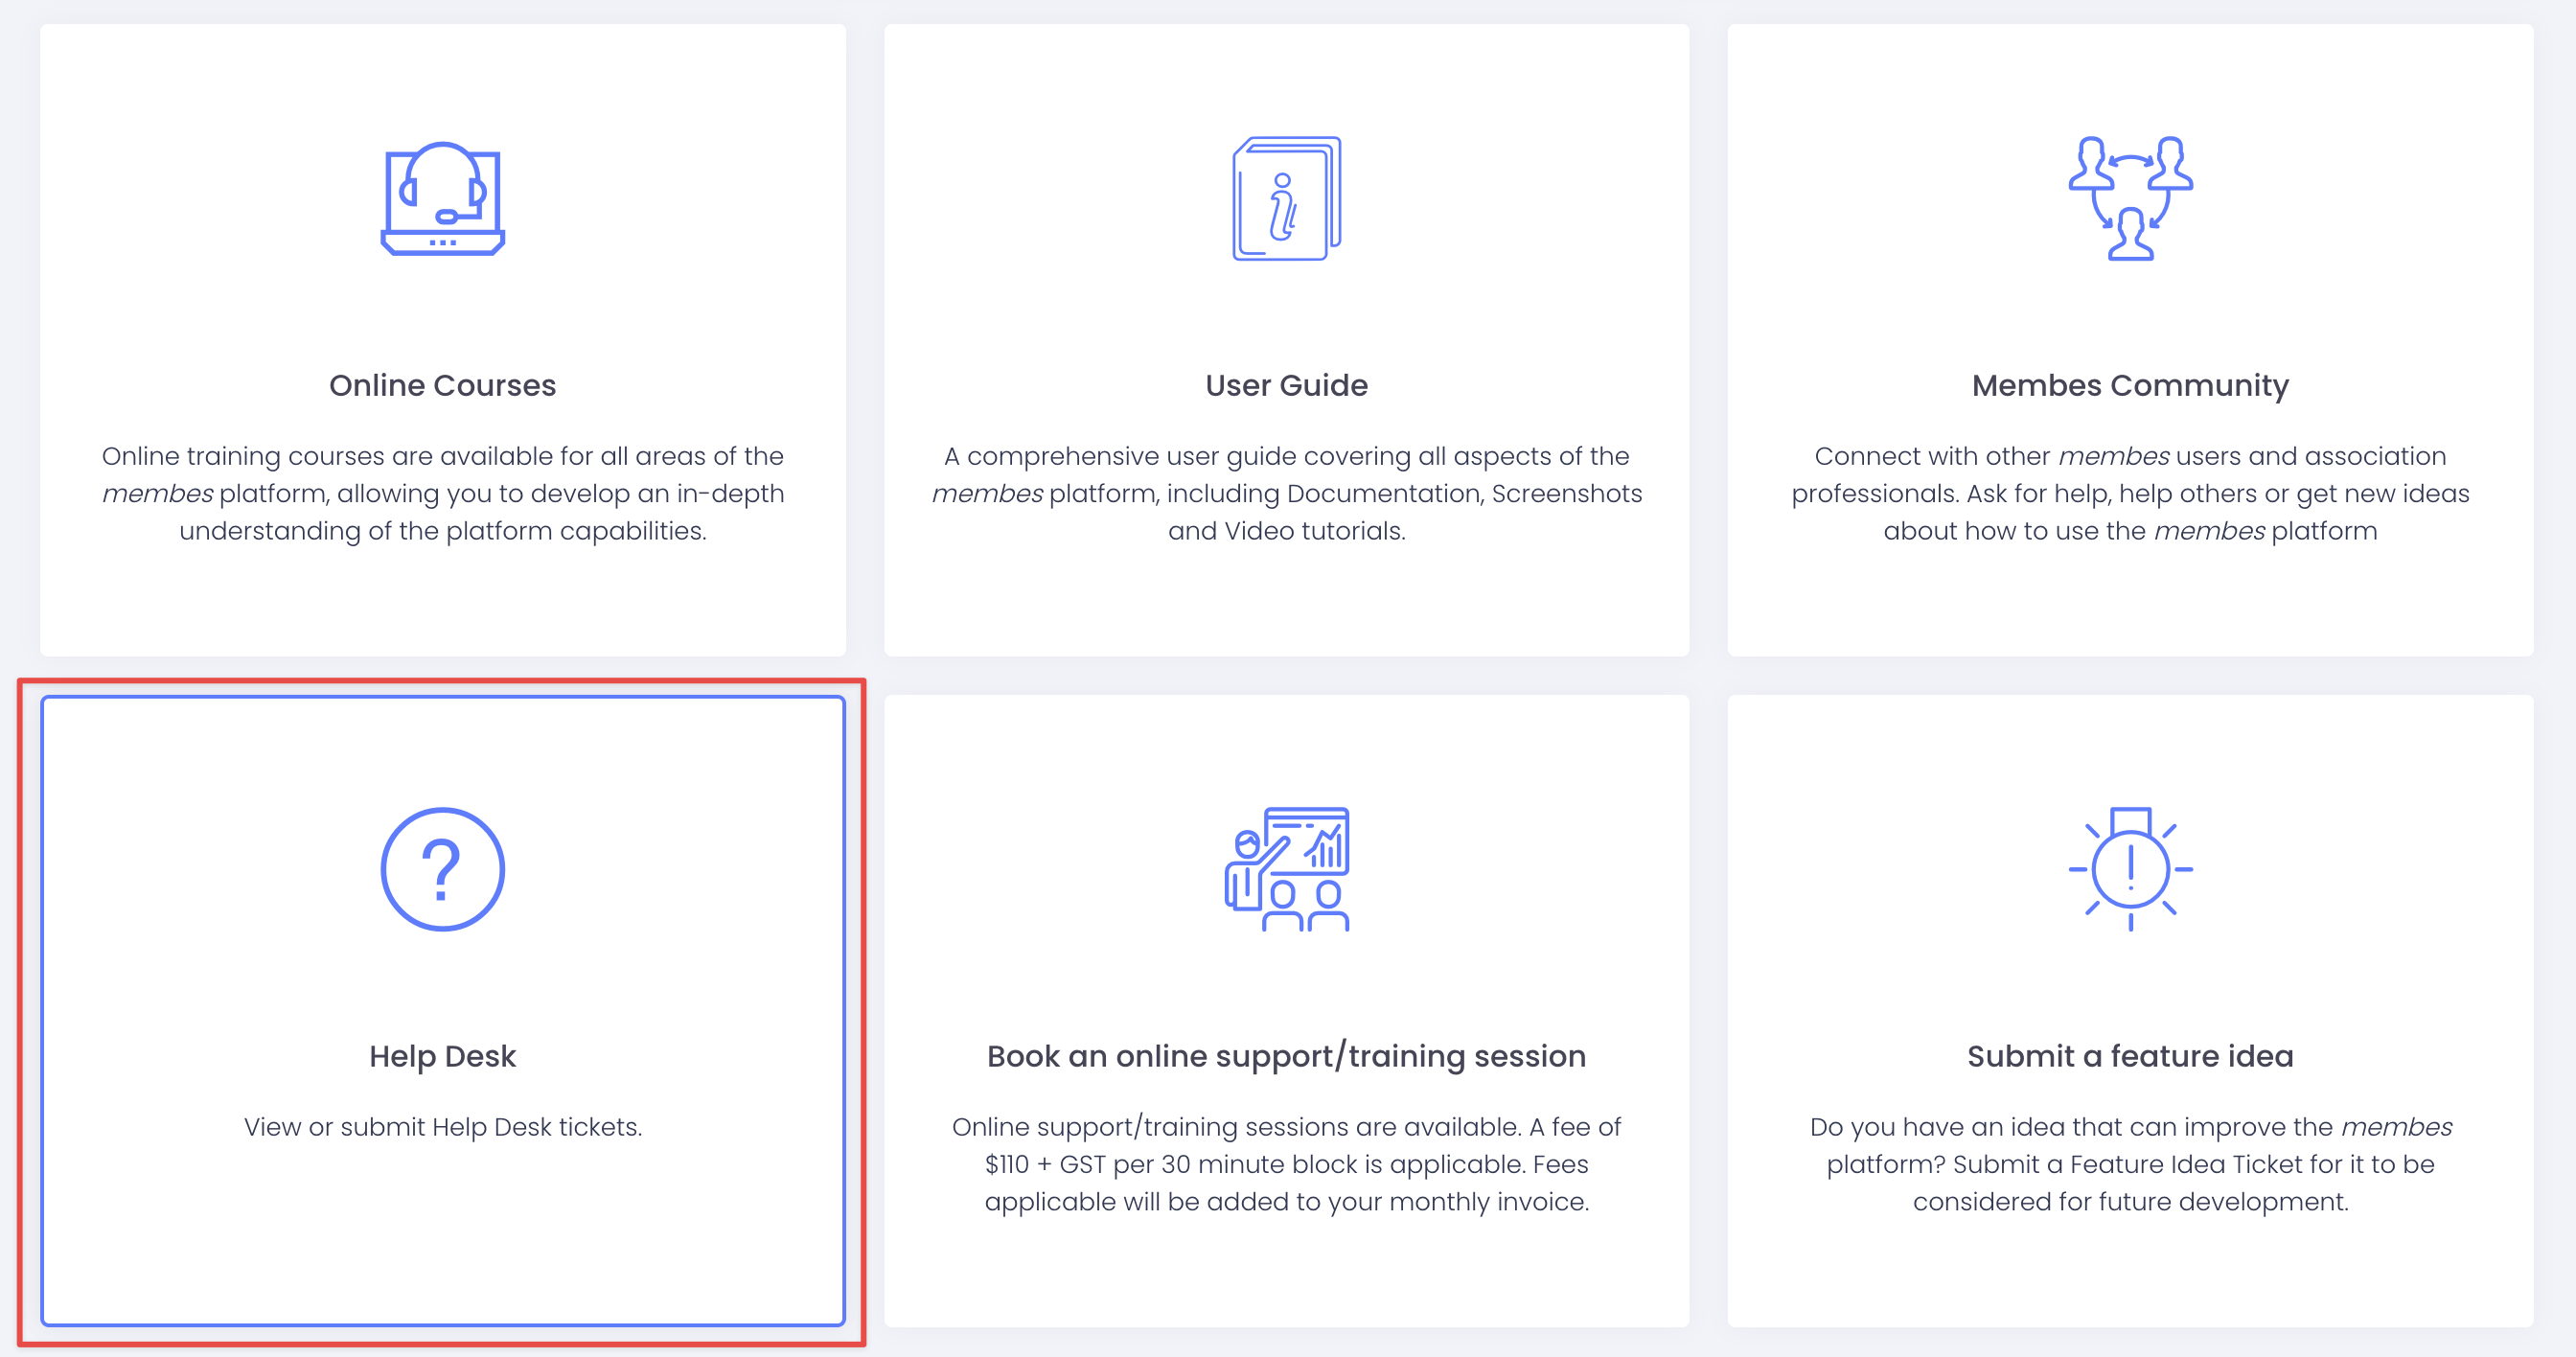 Online Courses
Online training courses are available for all areas of the
membes platform, allowing you to develop an in-depth
understanding of the platform capabilities.
User Guide
A comprehensive user guide covering all aspects of the
membes platform, including Documentation, Screenshots
and Video tutorials.
Membes Community
Connect with other membes users and association
professionals. Ask for help, help others or get new ideas
about how to use the membes platform
?
Help Desk
View or submit Help Desk tickets.
Book an online support/training session
Online support/training sessions are available. A fee of
$110 + GST per 30 minute block is applicable. Fees
applicable will be added to your monthly invoice.
Submit a feature idea
Do you have an idea that can improve the membes
platform? Submit a Feature Idea Ticket for it to be
considered for future development.